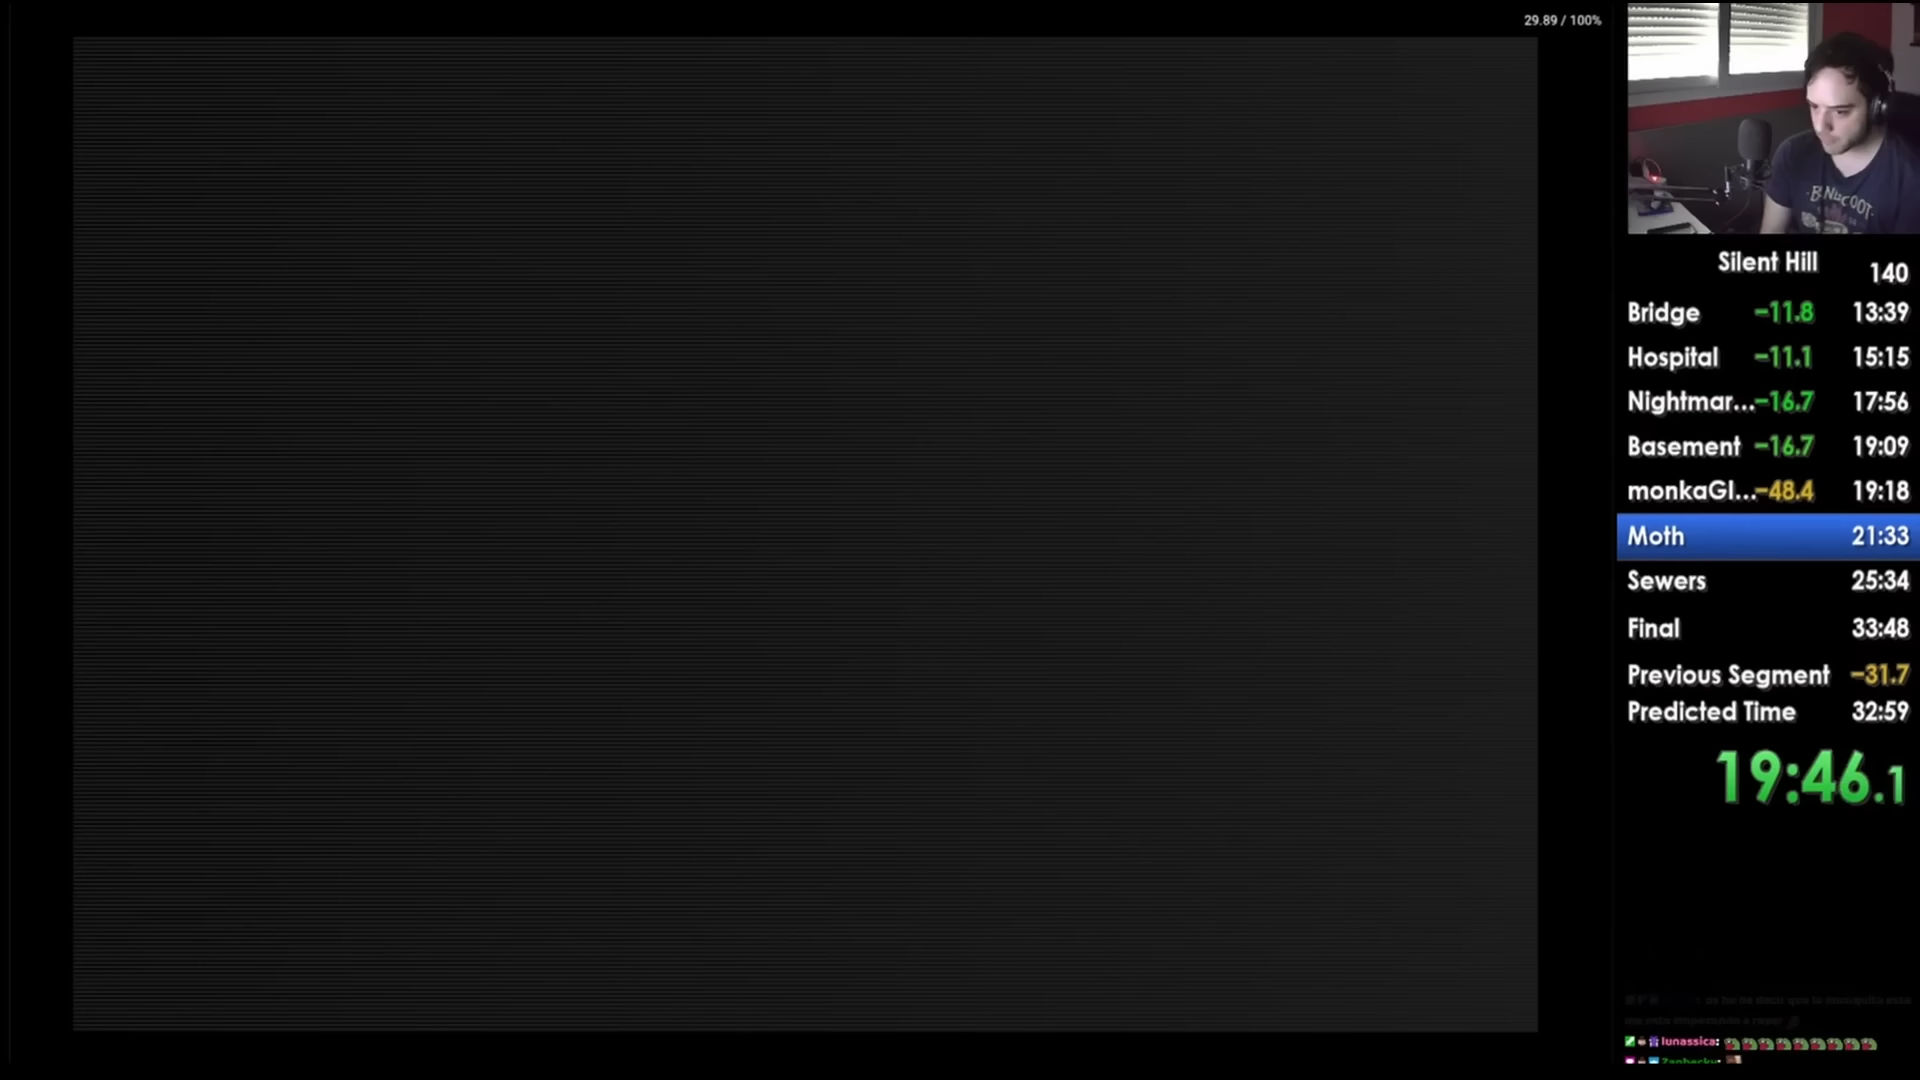 29.89 / 100%
Silent Hill
140
Bridge -11.8 13:39
Hospital -11.1 15:15
Nightmar... -16.7 17:56
Basement -16.7 19:09
monkaGI... -48.4 19:18
Moth 21:33
Sewers 25:34
Final 33:48
Previous Segment -31.7
Predicted Time 32:59
19:46.1
lunassica: